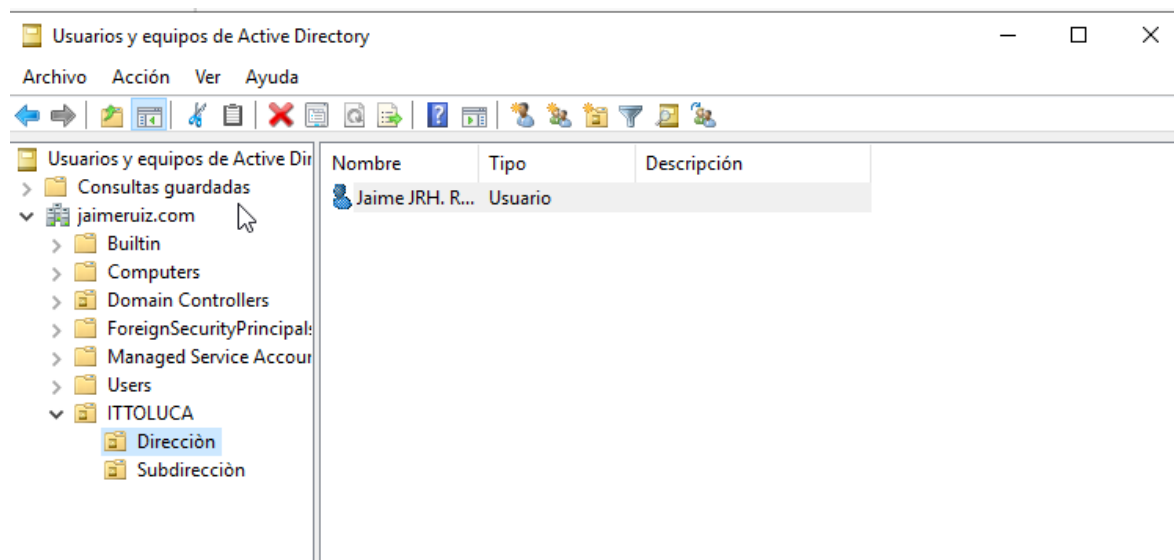 Usuarios y equipos de Active Directory
Archivo Acción Ver Ayuda
Usuarios y equipos de Active Dir
Consultas guardadas
jaimeruiz.com
Builtin
Computers
Domain Controllers
ForeignSecurityPrincipal
Managed Service Accour
Users
ITTOLUCA
Direcciòn
Subdirecciòn
Nombre Tipo Descripción
Jaime JRH. R... Usuario